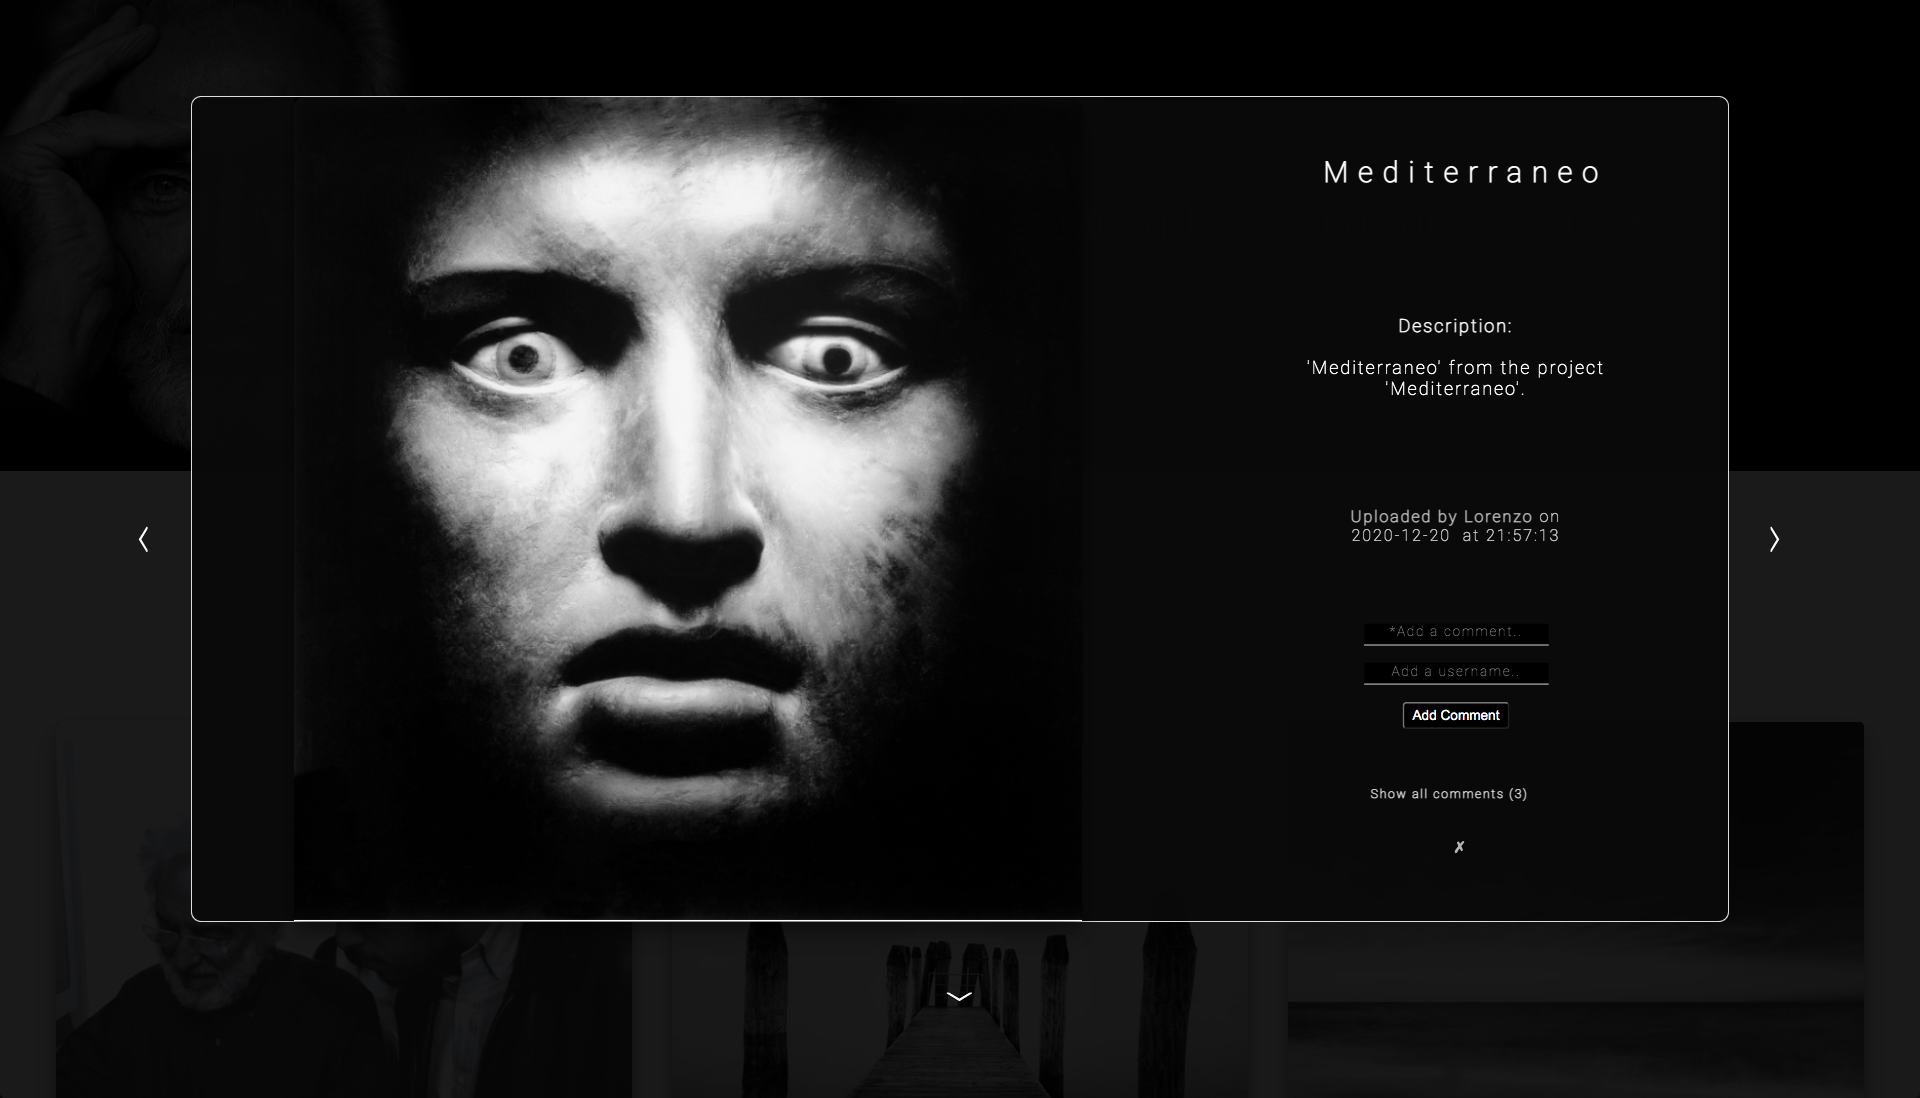 Mediterraneo
Description:
'Mediterraneo' from the project
'Mediterraneo'.
Uploaded by Lorenzo on
2020-12-20 at 21:57:13
*Add a comment..
Add a username..
Add Comment
Show all comments (3)
✗